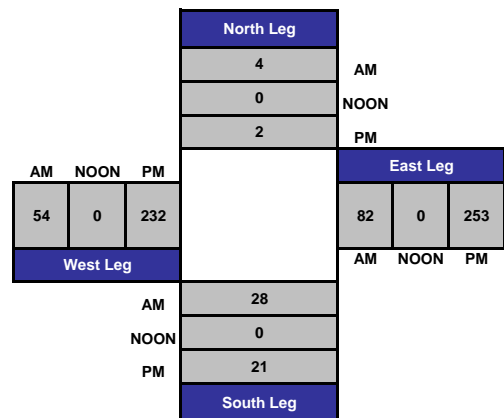 North Leg
4 AM
0 NOON
2 PM
AM NOON PM
East Leg
54 0 232
82 0 253
West Leg
AM NOON PM
AM 28
NOON 0
PM 21
South Leg